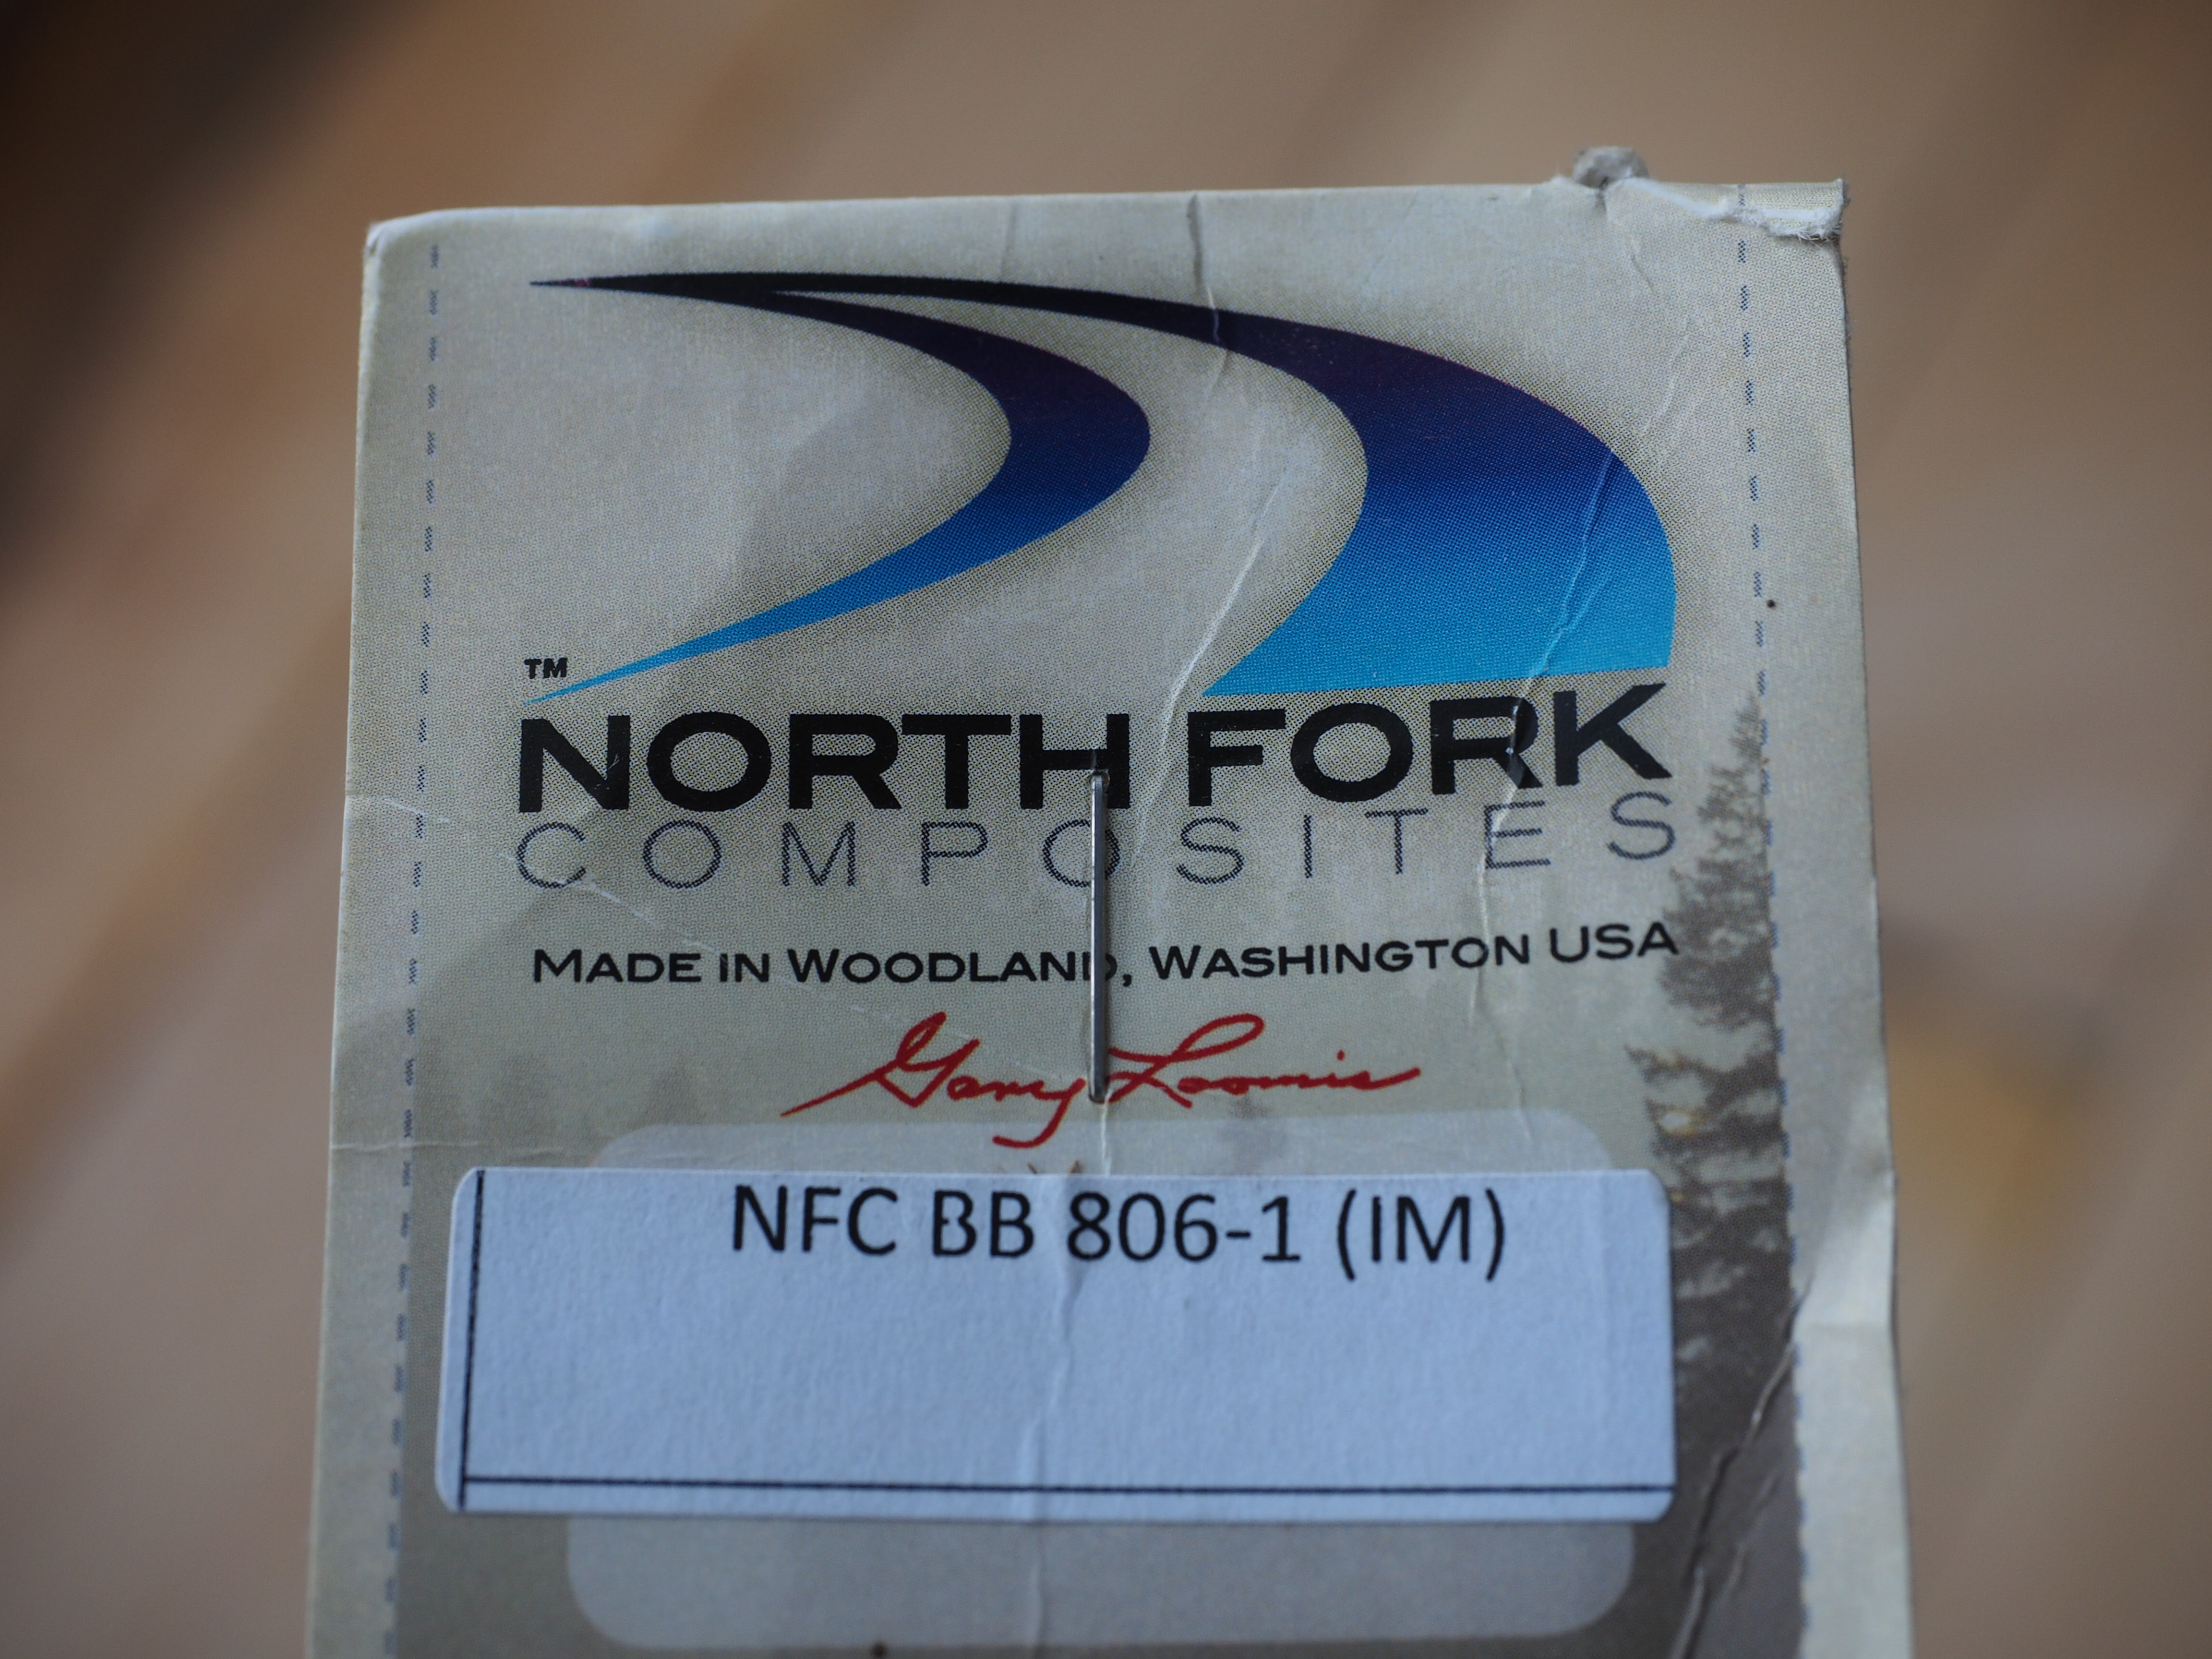 TM
NORTH FORK
COMPOSITES
MADE IN WOODLAND, WASHINGTON USA
Gary Loomis
NFC BB 806-1 (IM)